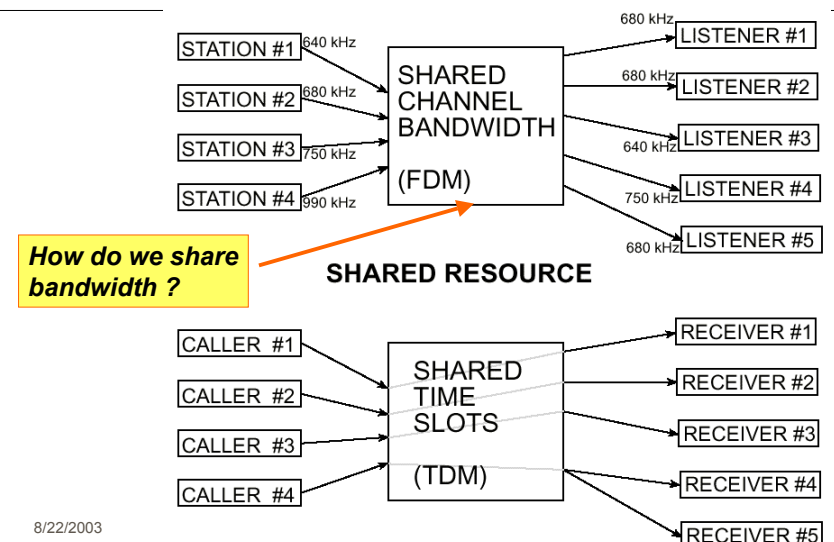 680 kHz
STATION #1
640 kHz
LISTENER #1
SHARED
CHANNEL
BANDWIDTH
(FDM)
680 kHz
LISTENER #2
STATION #2
680 kHz
LISTENER #3
640 kHz
STATION #3
750 kHz
LISTENER #4
750 kHz
STATION #4
990 kHz
LISTENER #5
680 kHz
How do we share
bandwidth ?
SHARED RESOURCE
CALLER #1
RECEIVER #1
SHARED
TIME
SLOTS
(TDM)
CALLER #2
RECEIVER #2
CALLER #3
RECEIVER #3
CALLER #4
RECEIVER #4
8/22/2003
RECEIVER #5